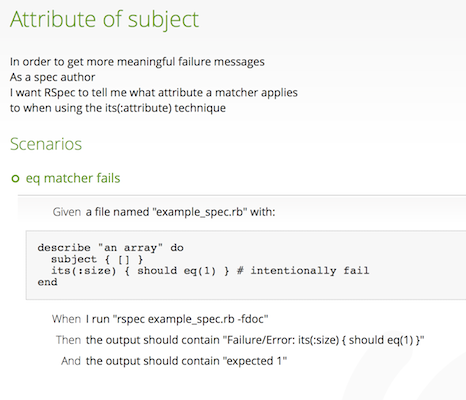 Attribute of subject
In order to get more meaningful failure messages
As a spec author
I want RSpec to tell me what attribute a matcher applies
to when using the its(:attribute) technique
Scenarios
eq matcher fails
Given a file named "example_spec.rb" with:
describe "an array" do
  subject { [] }
  its(:size) { should eq(1) } # intentionally fail
end
When I run "rspec example_spec.rb -fdoc"
Then the output should contain "Failure/Error: its(:size) { should eq(1) }"
And the output should contain "expected 1"